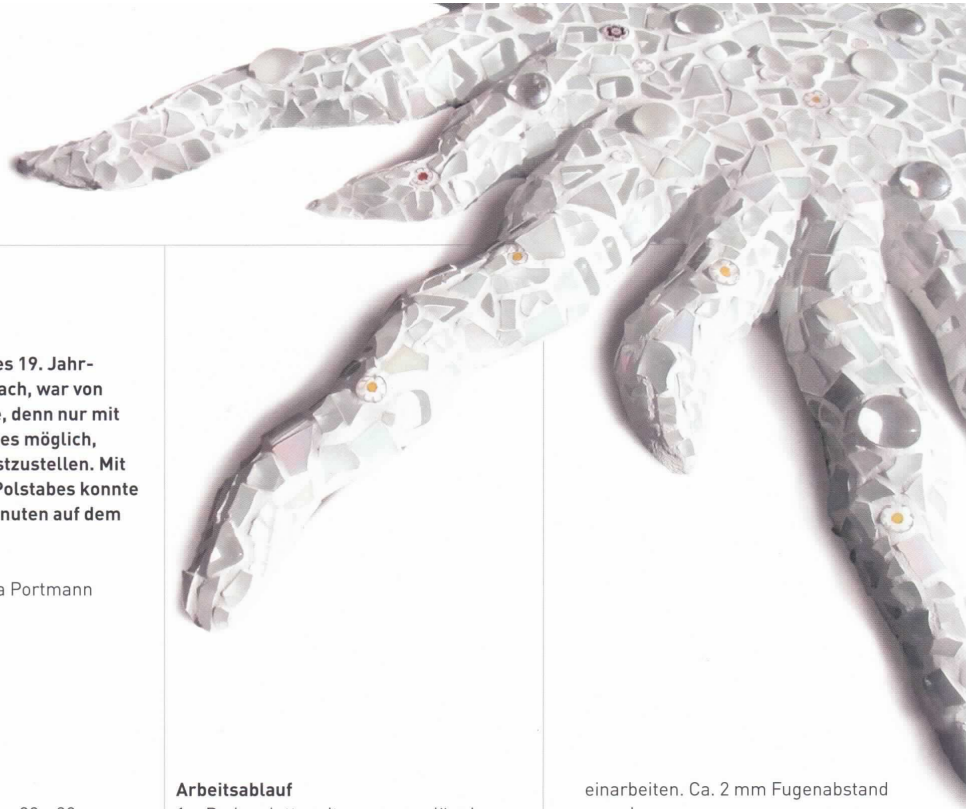 es 19. Jahr-
ach, war von
e, denn nur mit
es möglich,
stzustellen. Mit
Polstabes konnte
nuten auf dem
a Portmann
Arbeitsablauf
einarbeiten. Ca. 2 mm Fugenabstand